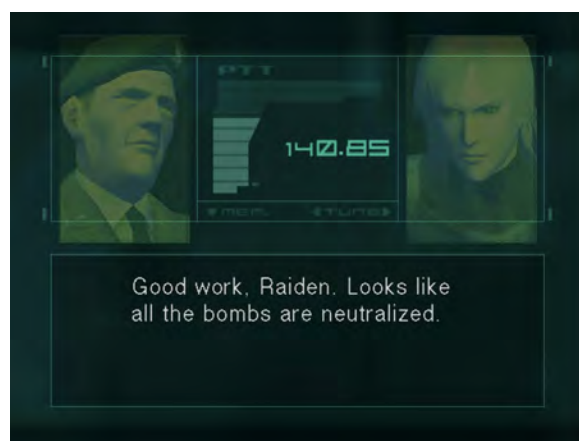 PTT
140.85
▼MEM. ◀TUNE▶
Good work, Raiden. Looks like
all the bombs are neutralized.